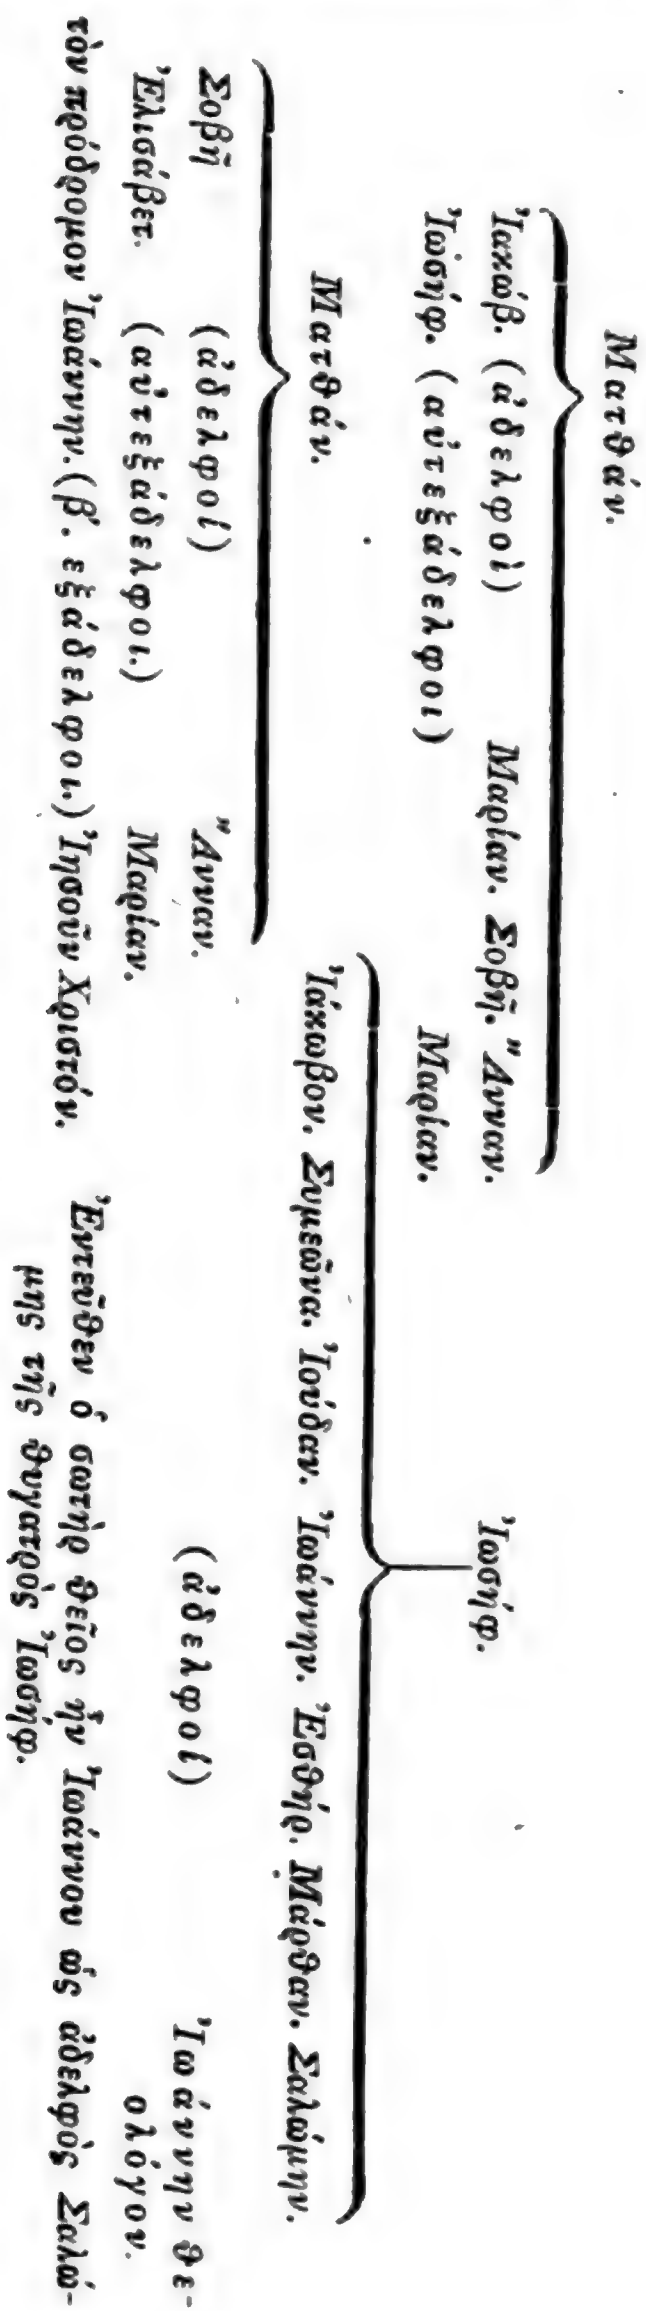 Ματθάν.
Ἰακώβ. (ἀδελφοὶ) Μαρίαν. Σοβῆ. Ἄνναν.
Ἰωσήφ. (αὐτεξάδελφοι) Μαρίαν.
Ἰωσήφ.
Ματθάν.
Ἰάκωβον. Συμεῶνα. Ἰούδαν. Ἰωάννην. Ἐσθήρ. Μάρθαν. Σαλώμην.
Σοβῆ (ἀδελφοί) Ἄνναν.
Ἐλισάβετ. (αὐτεξάδελφοι.) Μαρίαν.
τὸν πρόδρομον Ἰωάννην. (β΄. εξάδελφοι.) Ἰησοῦν Χριστόν.
(ἀδελφοί) Ἰωάννην θε-
ολόγον.
Ἐντεῦθεν ὁ σωτὴρ θεῖος ἦν Ἰωάννου ὡς ἀδελφὸς Σαλώ-
μης τῆς θυγατρὸς Ἰωσήφ.